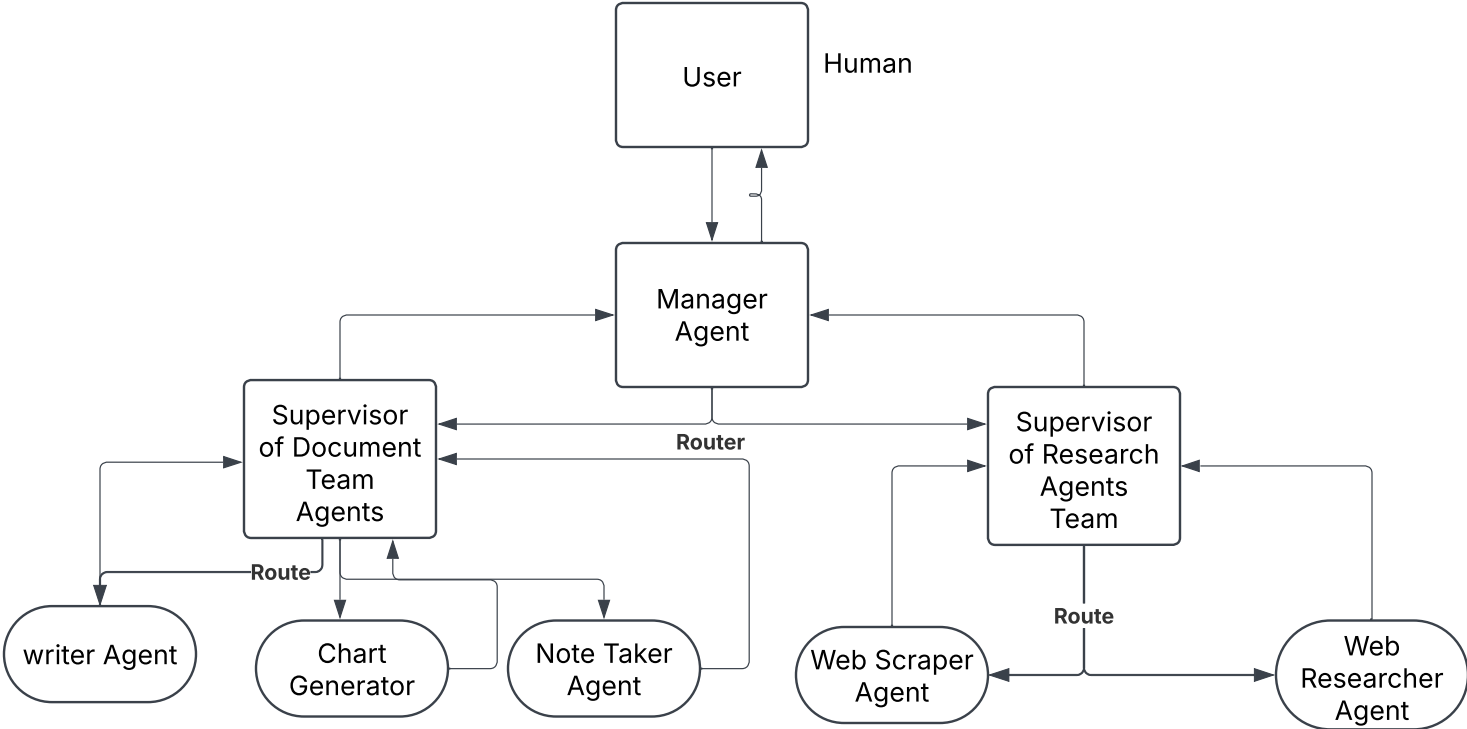 User
Human
Manager
Agent
Supervisor
of Document
Team
Agents
Router
Supervisor
of Research
Agents
Team
Route
Route
writer Agent
Chart
Generator
Note Taker
Agent
Web Scraper
Agent
Web
Researcher
Agent